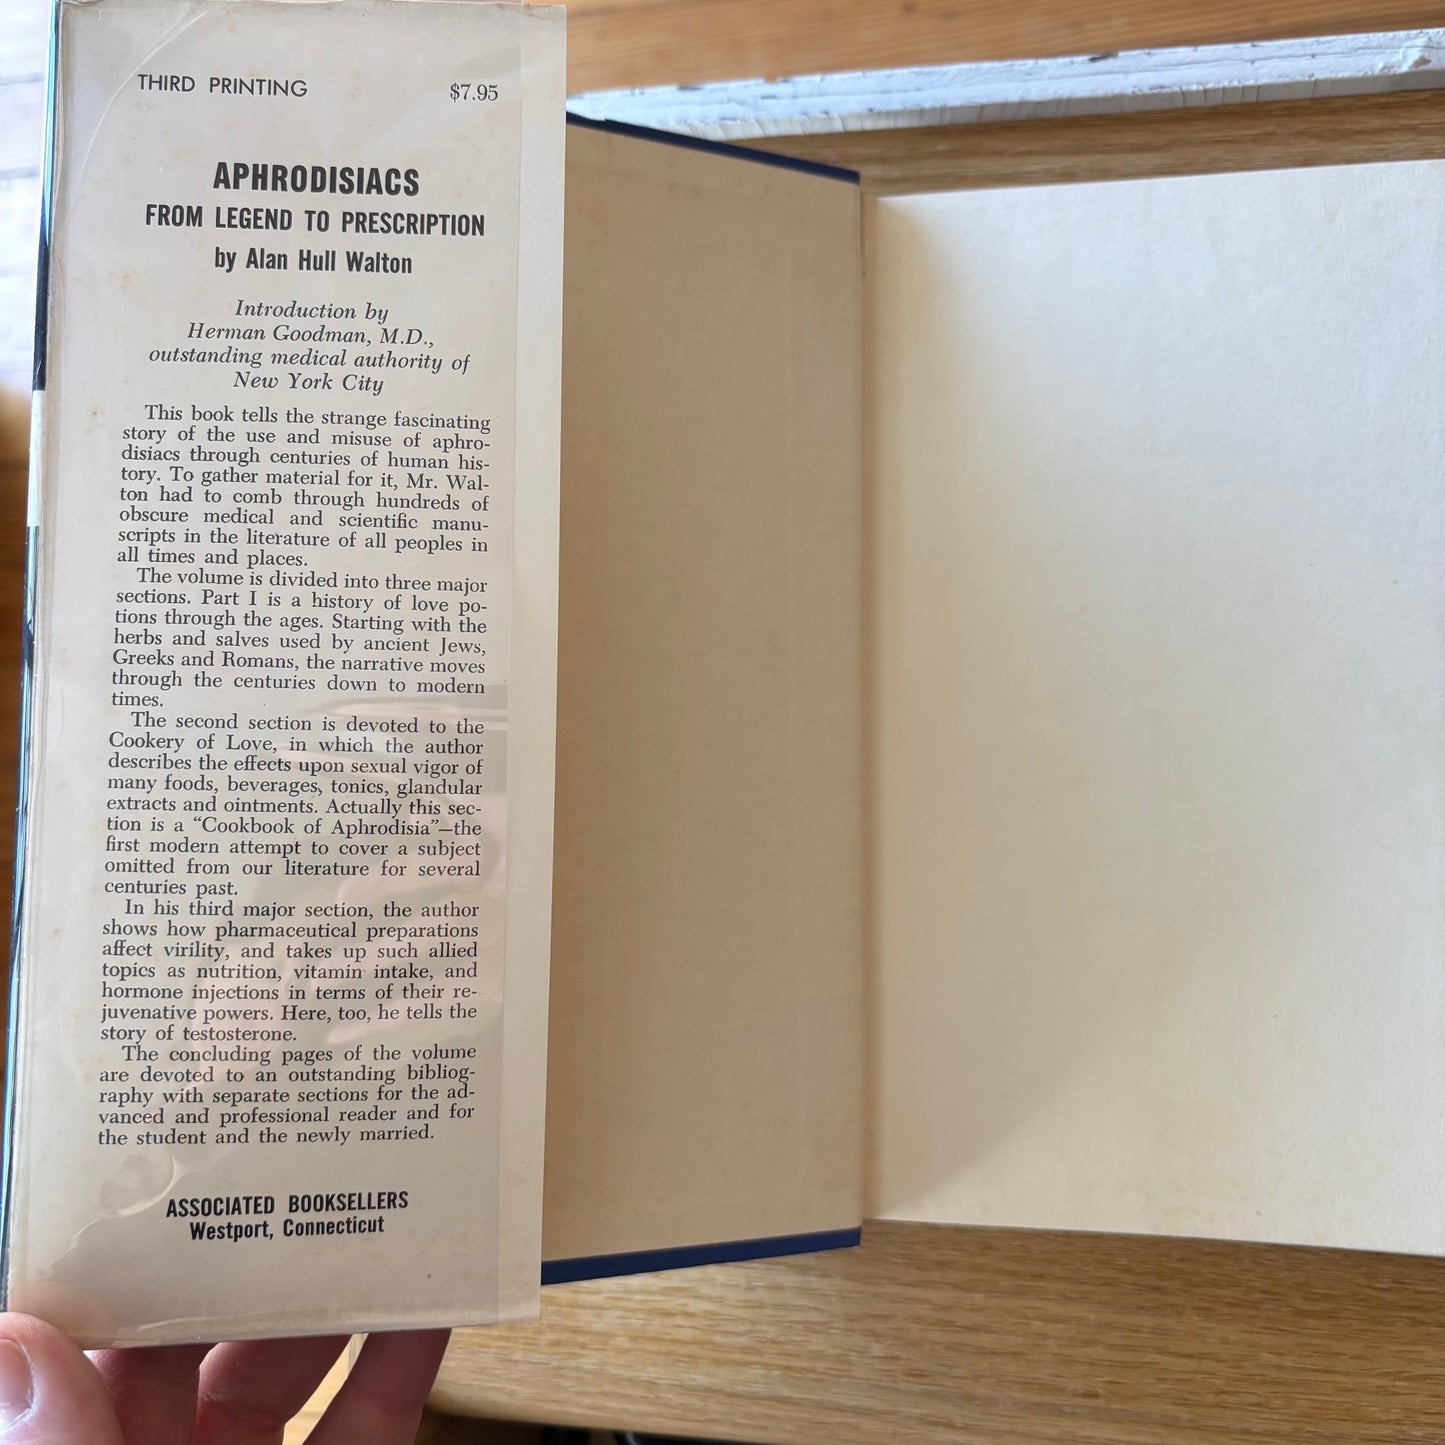 THIRD PRINTING $7.95
APHRODISIACS
FROM LEGEND TO PRESCRIPTION
by Alan Hull Walton
Introduction by
Herman Goodman, M.D.,
outstanding medical authority of
New York City
This book tells the strange fascinating
story of the use and misuse of aphro-
disiacs through centuries of human his-
tory. To gather material for it, Mr. Wal-
ton had to comb through hundreds of
obscure medical and scientific manu-
scripts in the literature of all peoples in
all times and places.
The volume is divided into three major
sections. Part I is a history of love po-
tions through the ages. Starting with the
herbs and salves used by ancient Jews,
Greeks and Romans, the narrative moves
through the centuries down to modern
times.
The second section is devoted to the
Cookery of Love, in which the author
describes the effects upon sexual vigor of
many foods, beverages, tonics, glandular
extracts and ointments. Actually this sec-
tion is a “Cookbook of Aphrodisia”—the
first modern attempt to cover a subject
omitted from our literature for several
centuries past.
In his third major section, the author
shows how pharmaceutical preparations
affect virility, and takes up such allied
topics as nutrition, vitamin intake, and
hormone injections in terms of their re-
juvenative powers. Here, too, he tells the
story of testosterone.
The concluding pages of the volume
are devoted to an outstanding bibliog-
raphy with separate sections for the ad-
vanced and professional reader and for
the student and the newly married.
ASSOCIATED BOOKSELLERS
Westport, Connecticut